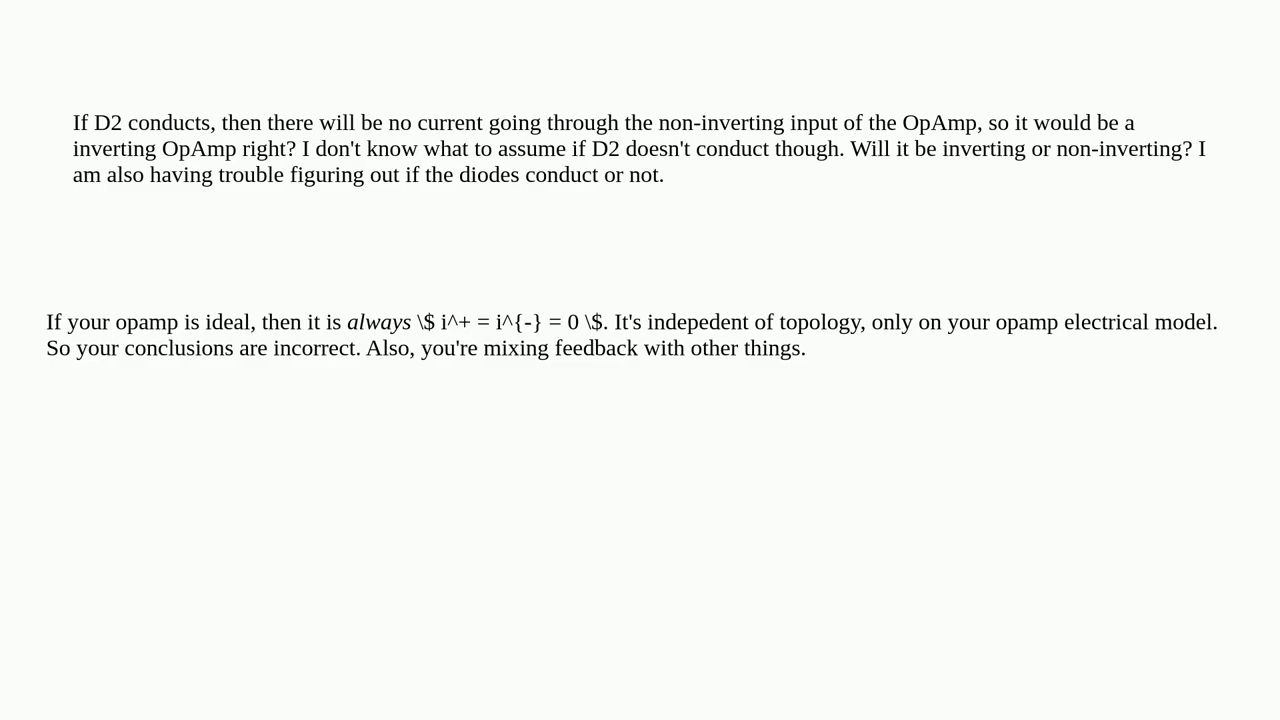 If D2 conducts, then there will be no current going through the non-inverting input of the OpAmp, so it would be a
inverting OpAmp right? I don't know what to assume if D2 doesn't conduct though. Will it be inverting or non-inverting? I
am also having trouble figuring out if the diodes conduct or not.
If your opamp is ideal, then it is always \$ i^+ = i^{-} = 0 \$. It's indepedent of topology, only on your opamp electrical model.
So your conclusions are incorrect. Also, you're mixing feedback with other things.